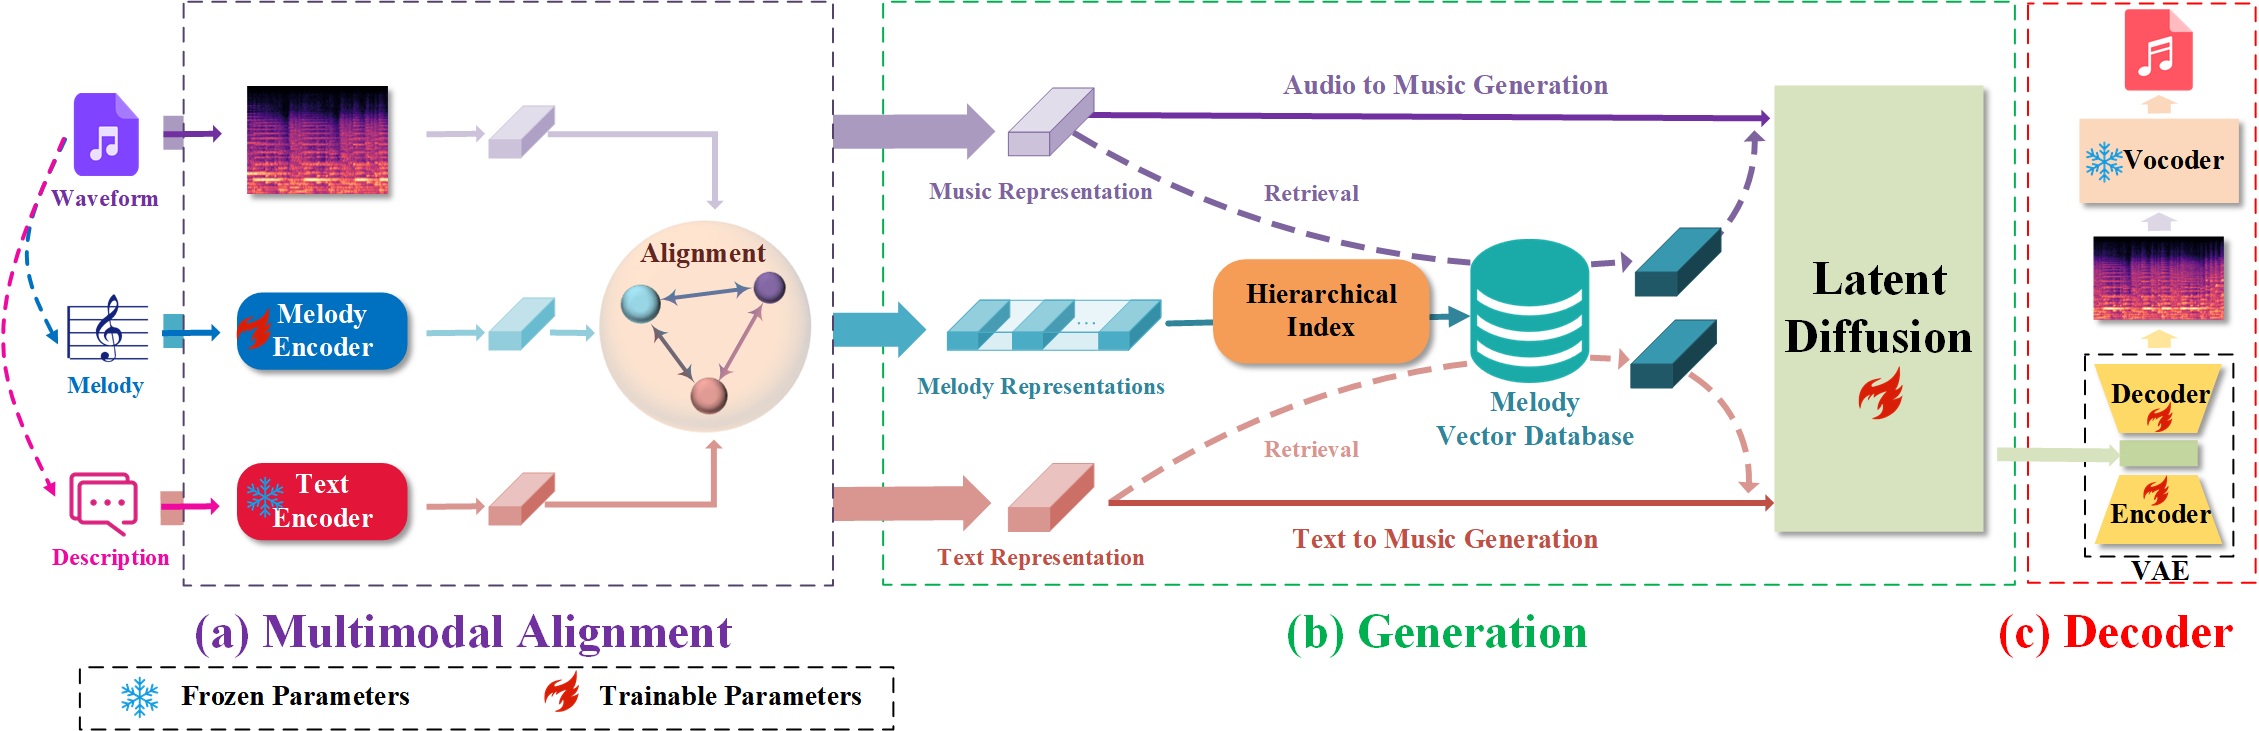 Waveform
Melody
Description
Melody
Encoder
Text
Encoder
Alignment
(a) Multimodal Alignment
Music Representation
Audio to Music Generation
Retrieval
Melody Representations
...
Hierarchical
Index
Melody
Vector Database
Retrieval
Text Representation
Text to Music Generation
Latent
Diffusion
(b) Generation
Vocoder
Decoder
Encoder
VAE
(c) Decoder
Frozen Parameters
Trainable Parameters